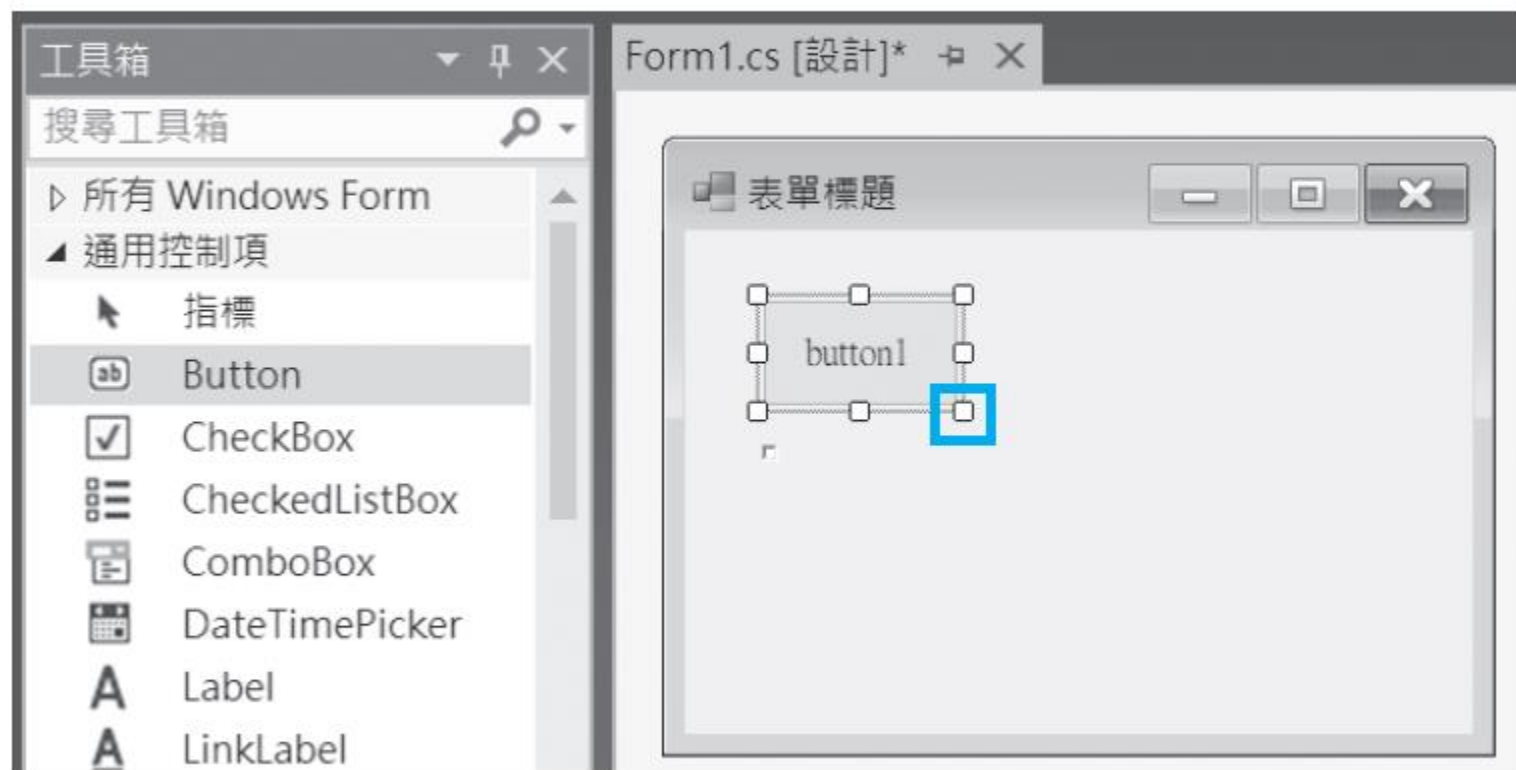 工具箱
搜尋工具箱
所有 Windows Form
通用控制項
指標
Button
CheckBox
CheckedListBox
ComboBox
DateTimePicker
Label
LinkLabel
Form1.cs [設計]*
表單標題
button1